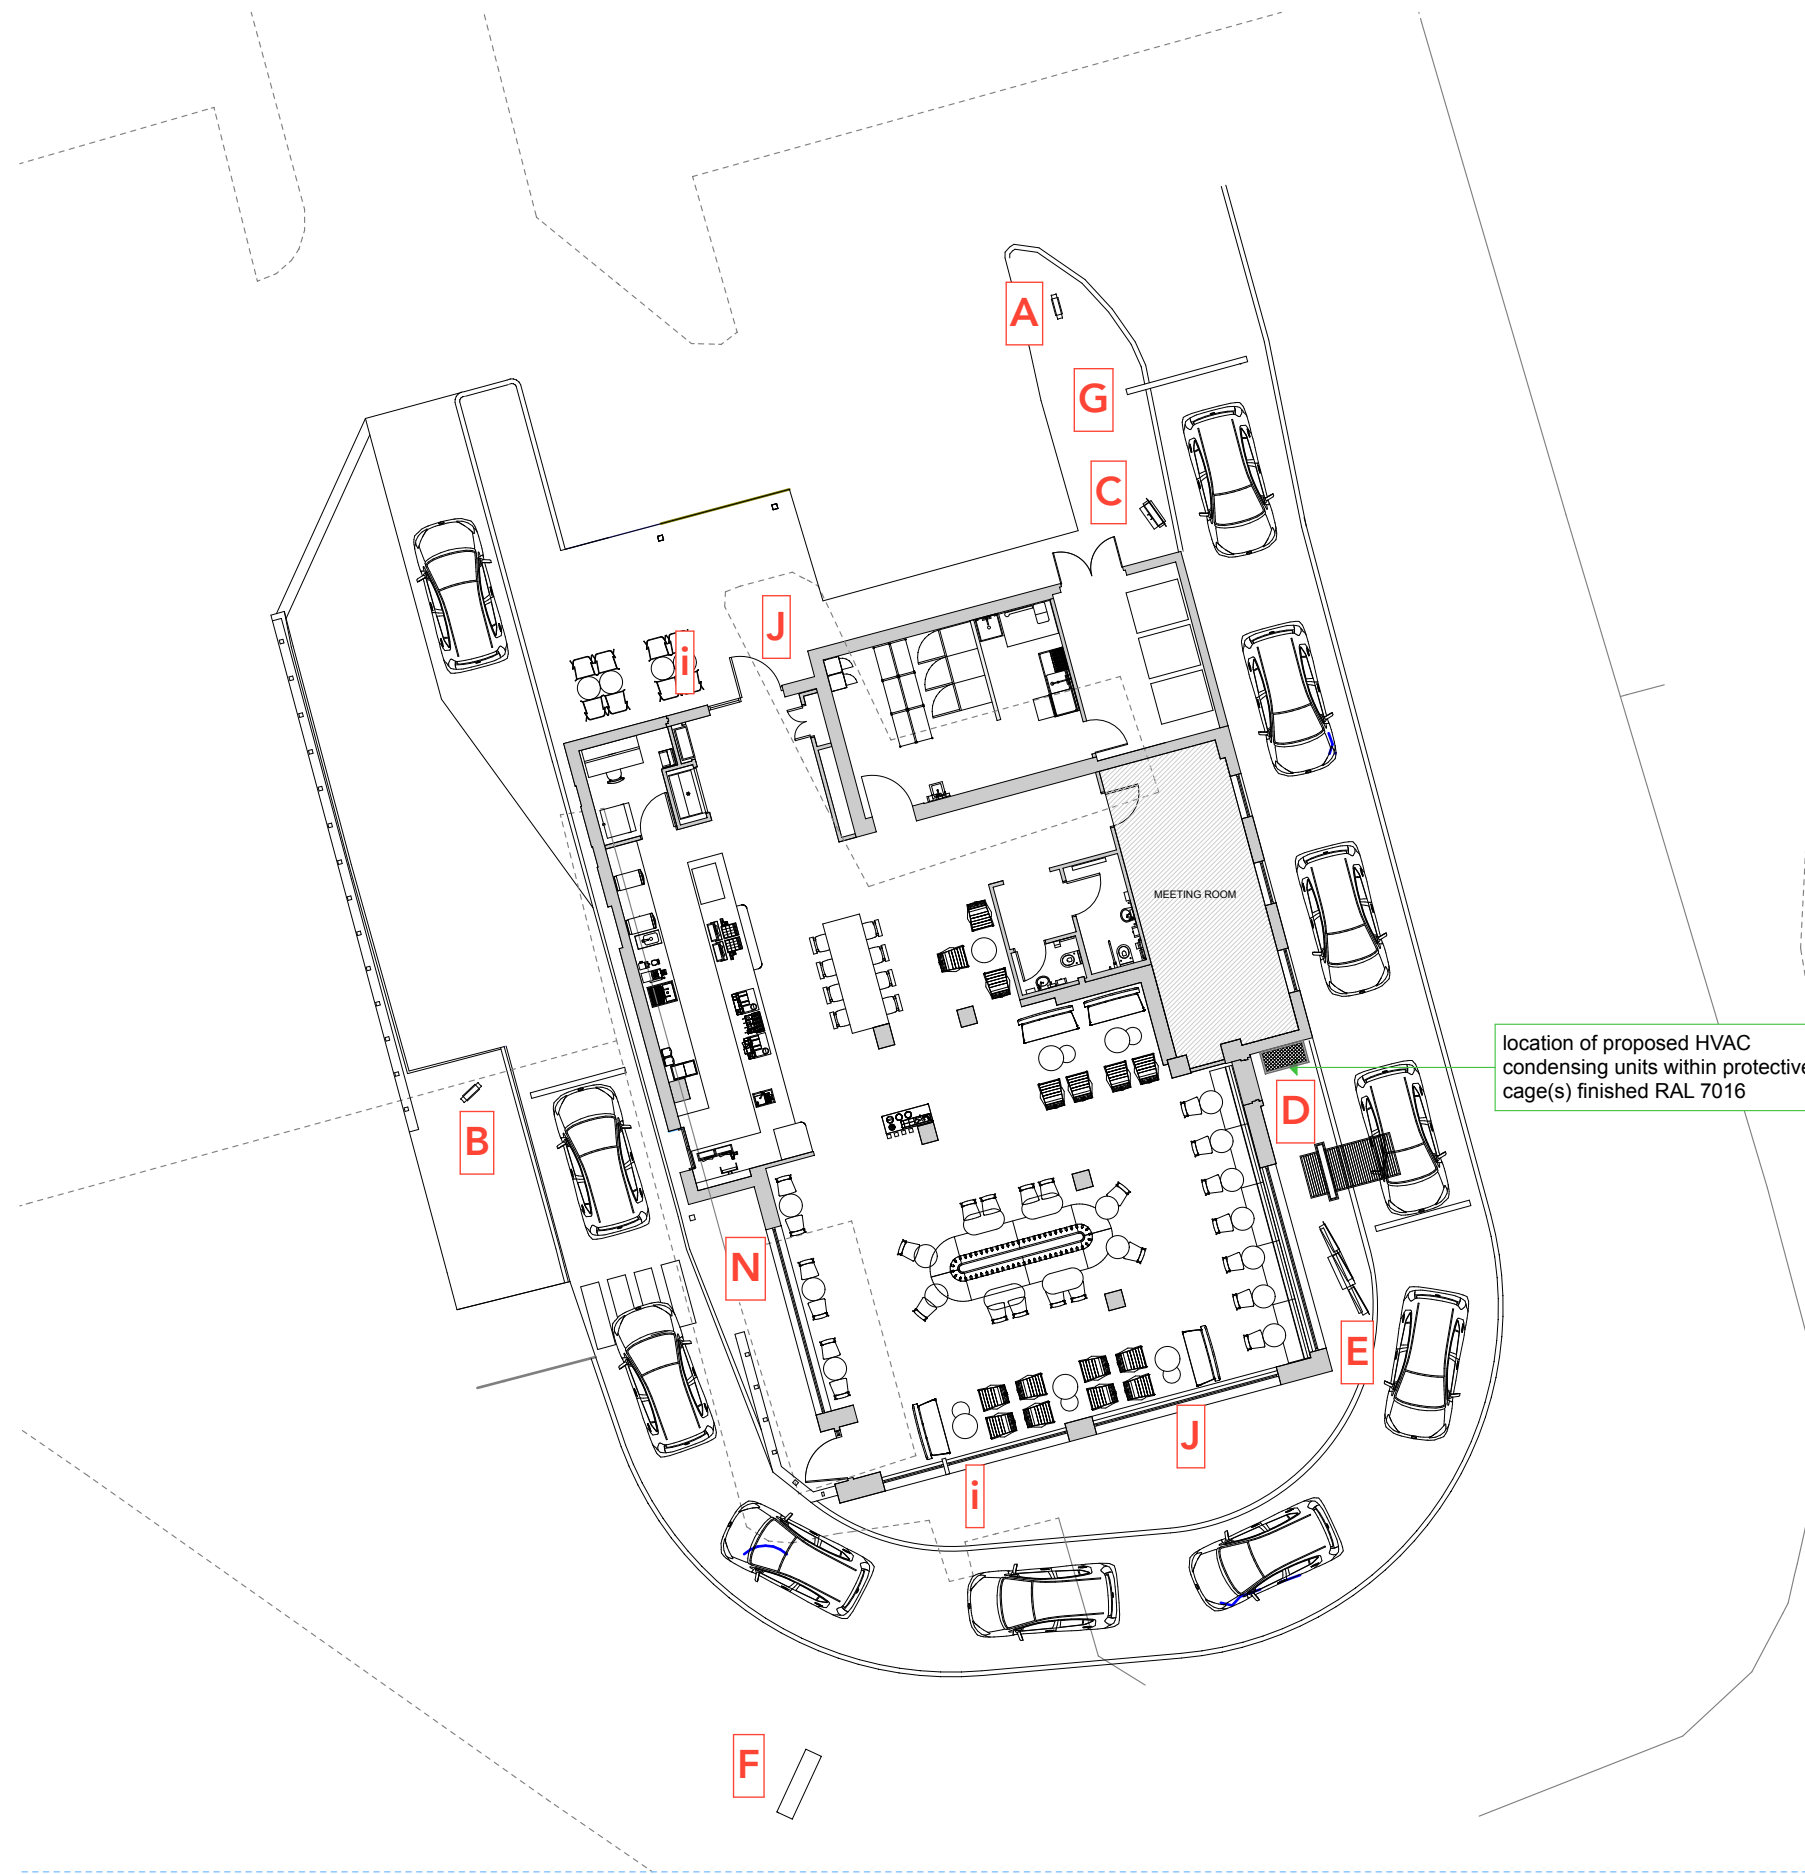 A
G
C
J
i
MEETING ROOM
location of proposed HVAC
condensing units within protective
cage(s) finished RAL 7016
D
B
N
E
J
i
F